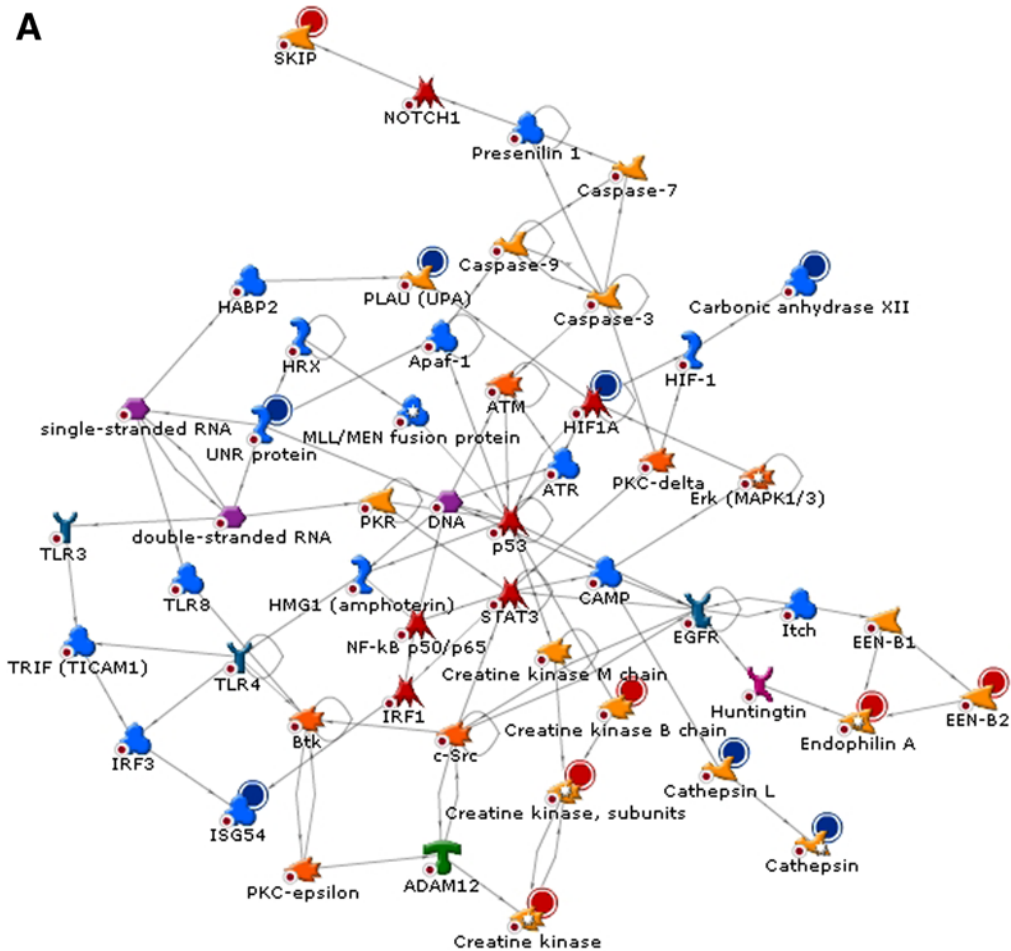 A
SKIP
NOTCH1
Presenilin 1
Caspase-7
Caspase-9
PLAU (UPA)
HABP2
Carbonic anhydrase XII
Caspase-3
HRX
Apaf-1
HIF-1
ATM
HIF1A
single-stranded RNA
MLL/MEN fusion protein
UNR protein
ATR
PKC-delta
Erk (MAPK1/3)
PKR
DNA
double-stranded RNA
p53
TLR3
TLR8
HMG1 (amphoterin)
STAT3
CAMP
EGFR
Itch
EEN-B1
NF-kB p50/p65
TRIF (TICAM1)
TLR4
Creatine kinase M chain
IRF1
Huntingtin
EEN-B2
Creatine kinase B chain
Endophilin A
Btk
c-Src
IRF3
Cathepsin L
Creatine kinase, subunits
ISG54
Cathepsin
PKC-epsilon
ADAM12
Creatine kinase